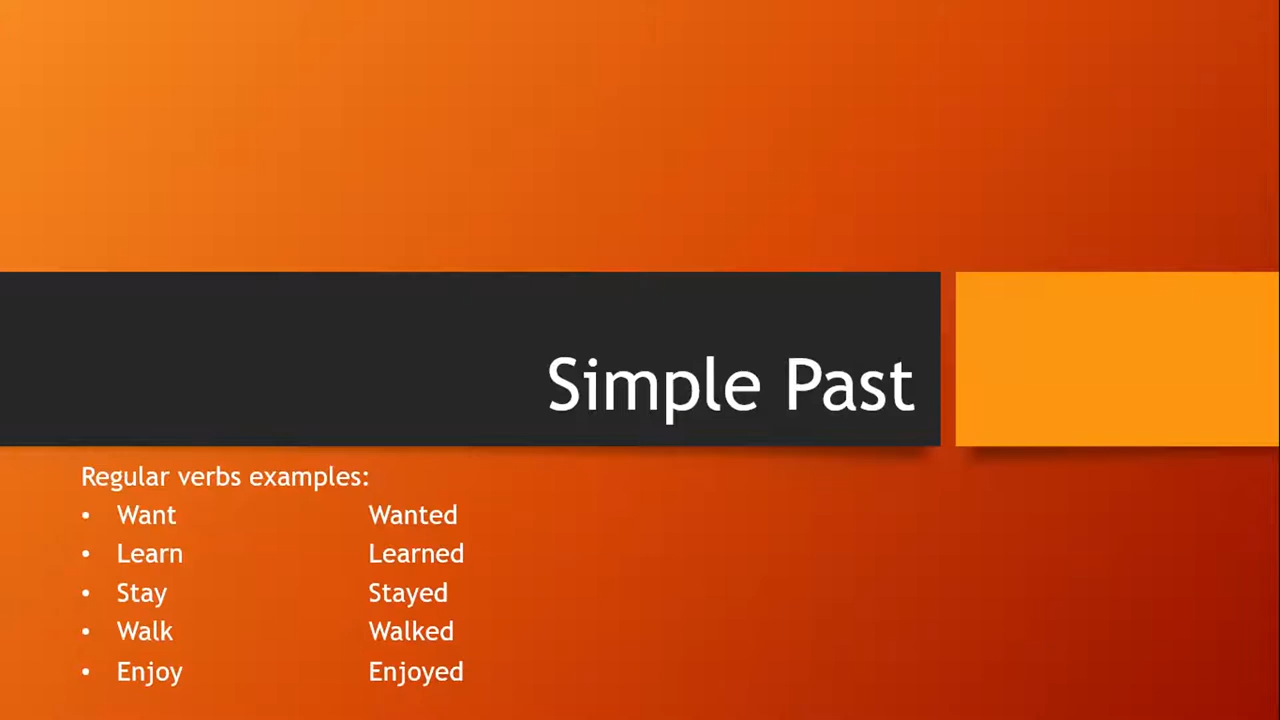 Simple Past
Regular verbs examples:
• Want Wanted
• Learn Learned
• Stay Stayed
• Walk Walked
• Enjoy Enjoyed